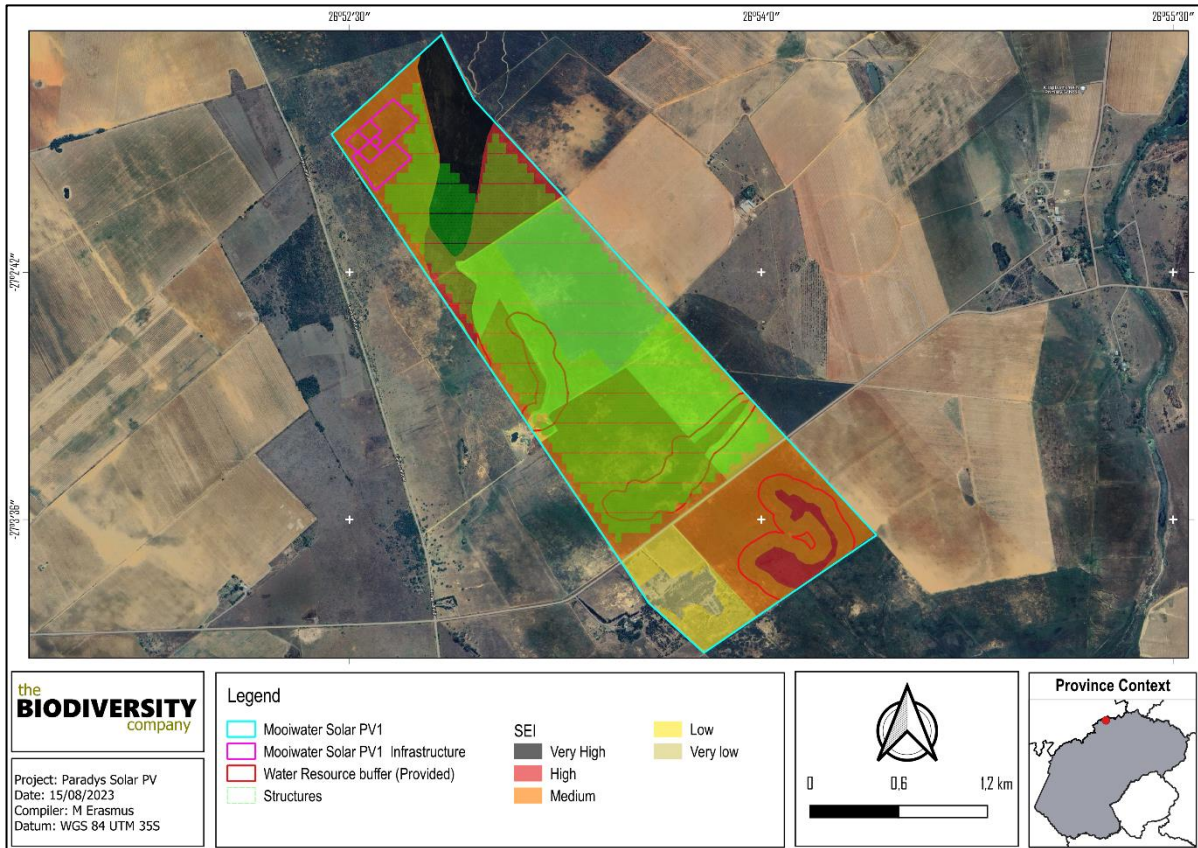 26°52'30"
26°54'0"
26°55'30"
-27°2'42"
-27°3'36"
the
BIODIVERSITY
company
Project: Paradys Solar PV
Date: 15/08/2023
Compiler: M Erasmus
Datum: WGS 84 UTM 35S
Legend
Mooiwater Solar PV1
Mooiwater Solar PV1 Infrastructure
Water Resource buffer (Provided)
Structures
SEI
Very High
High
Medium
Low
Very low
0 0,6 1,2 km
Province Context